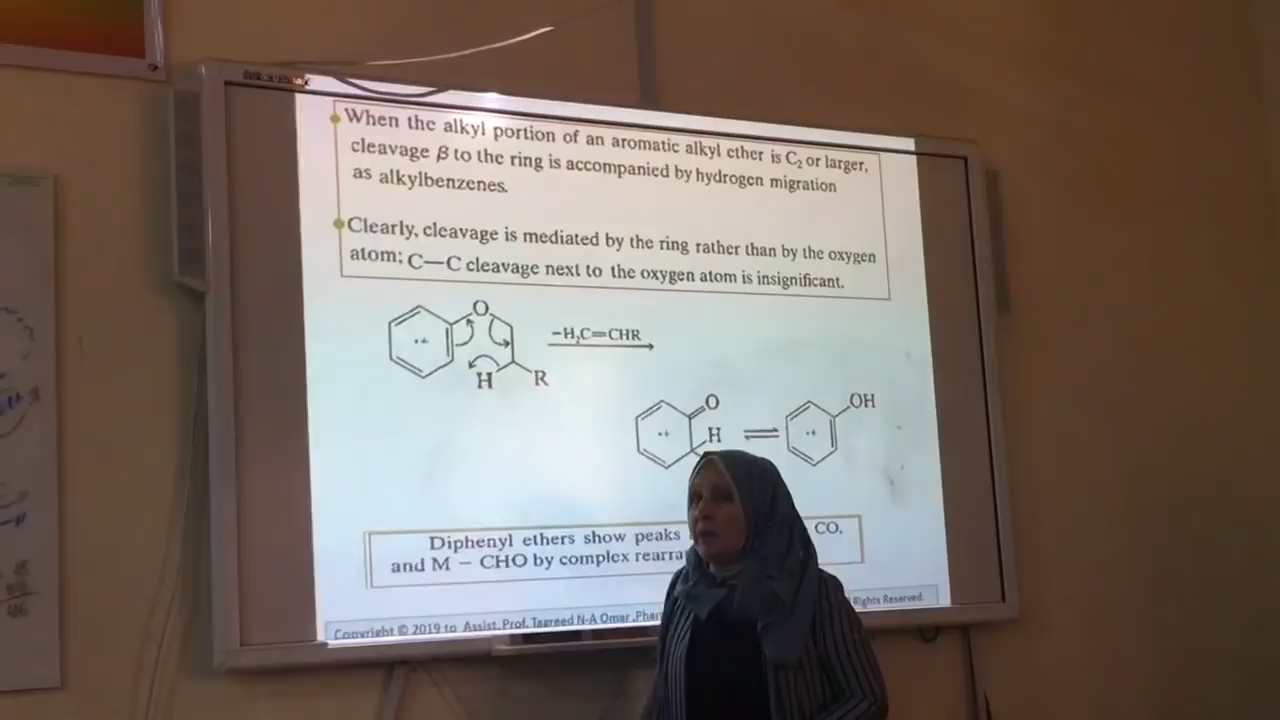 When the alkyl portion of an aromatic alkyl ether is C₂ or larger,
cleavage β to the ring is accompanied by hydrogen migration
as alkylbenzenes.
Clearly, cleavage is mediated by the ring rather than by the oxygen
atom; C—C cleavage next to the oxygen atom is insignificant.
O
H
R
−H₂C=CHR
O
H
OH
Diphenyl ethers show peaks CO,
and M − CHO by complex
Copyright © 2019 to Assist. Prof. Tagreed N-A Omar Rights Reserved.